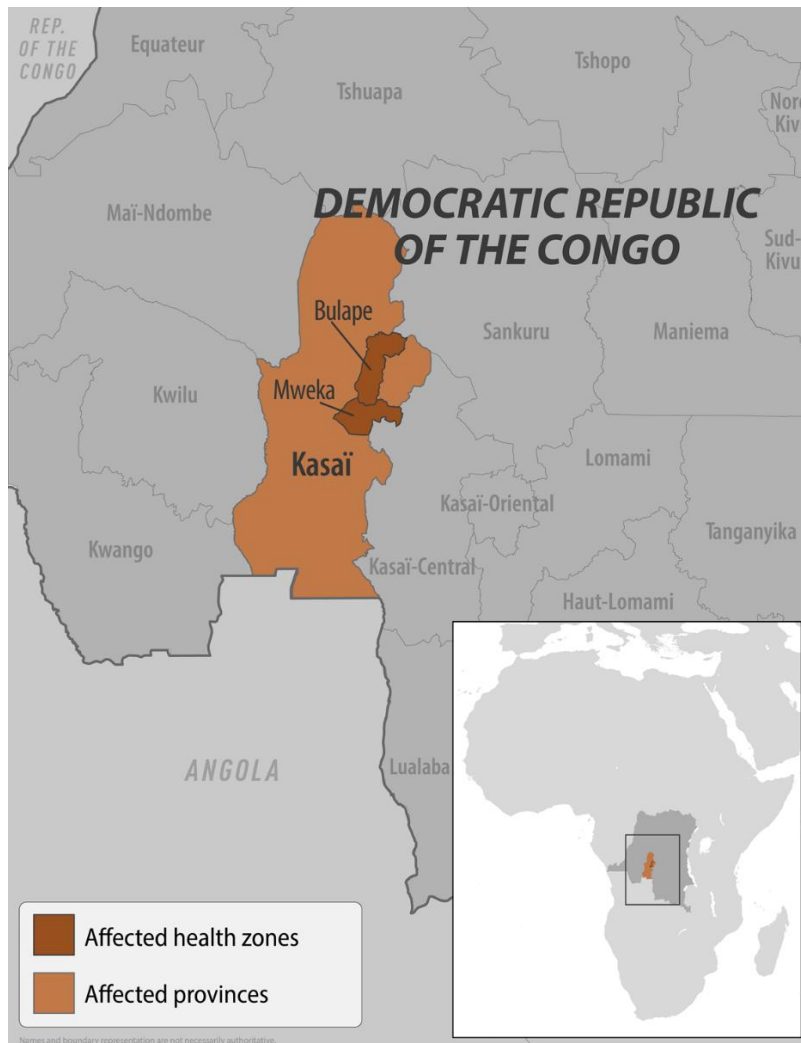 REP.
OF THE
CONGO
Equateur
Tshopo
Tshuapa
Nord
Kiv
Maï-Ndombe
DEMOCRATIC REPUBLIC
OF THE CONGO
Sud-
Kivu
Bulape
Sankuru
Maniema
Kwilu
Mweka
Kasaï
Lomami
Kasaï-Oriental
Kwango
Tanganyika
Kasaï-Central
Haut-Lomami
ANGOLA
Lualaba
Affected health zones
Affected provinces
Names and boundary representation are not necessarily authoritative.